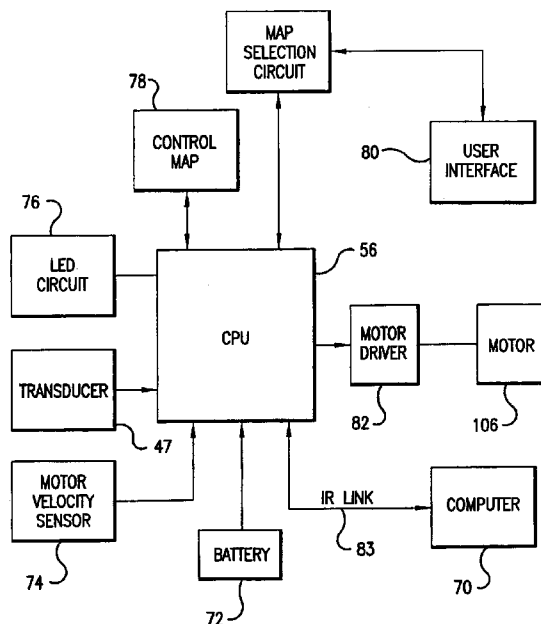 MAP
SELECTION
CIRCUIT
78
CONTROL
MAP
80
USER
INTERFACE
76
LED
CIRCUIT
56
CPU
MOTOR
DRIVER
MOTOR
TRANSDUCER
82
106
47
MOTOR
VELOCITY
SENSOR
IR LINK
COMPUTER
83
BATTERY
74
70
72